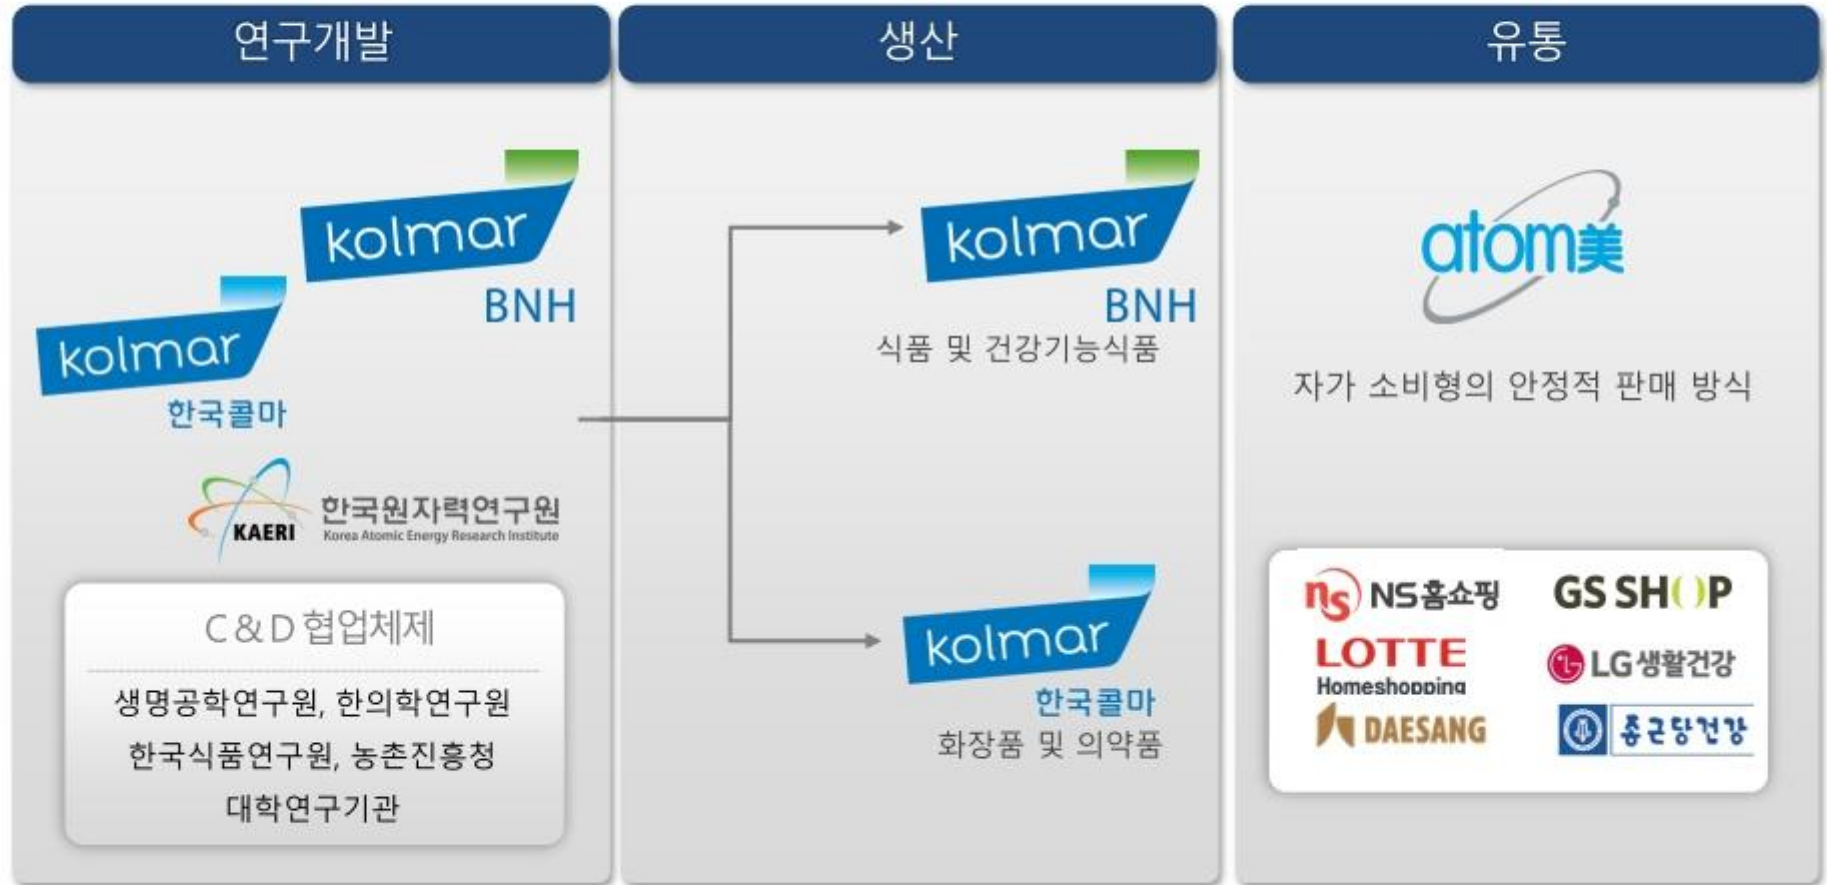 연구개발
kolmar
BNH
kolmar
한국콜마
KAERI
한국원자력연구원
Korea Atomic Energy Research Institute
C & D 협업체제
생명공학연구원, 한의학연구원
한국식품연구원, 농촌진흥청
대학연구기관
생산
kolmar
BNH
식품 및 건강기능식품
kolmar
한국콜마
화장품 및 의약품
유통
atom美
자가 소비형의 안정적 판매 방식
ns NS홈쇼핑
GS SHOP
LOTTE
Homeshopping
LG생활건강
DAESANG
종근당건강